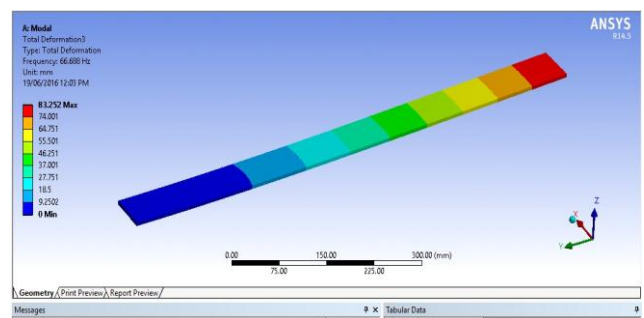 A: Modal
Total Deformation3
Type: Total Deformation
Frequency: 66.688 Hz
Unit: mm
19/06/2016 12:03 PM
83.252 Max
74.001
64.751
55.501
46.251
37.001
27.751
18.5
9.2502
0 Min
ANSYS
R14.5
0.00 150.00 300.00 (mm)
75.00 225.00
Z
X
Y
Geometry Print Preview Report Preview
Messages
Tabular Data